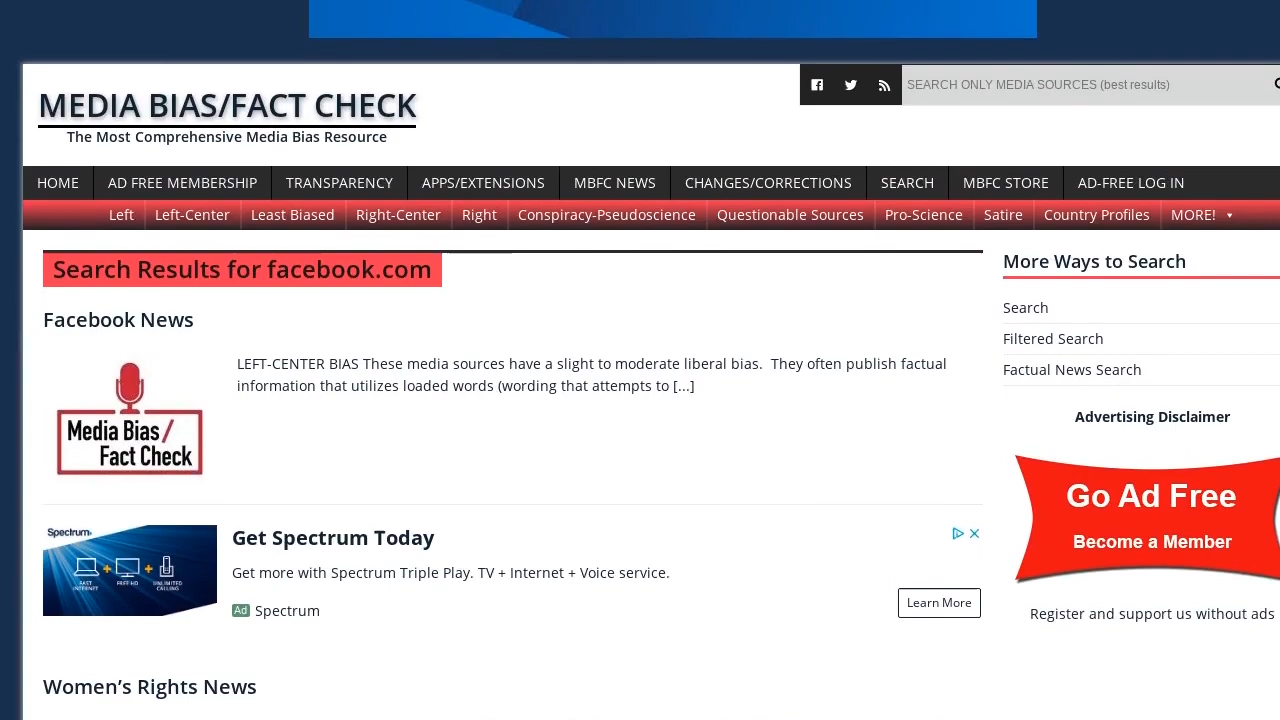 SEARCH ONLY MEDIA SOURCES (best results)
MEDIA BIAS/FACT CHECK
The Most Comprehensive Media Bias Resource
HOME AD FREE MEMBERSHIP TRANSPARENCY APPS/EXTENSIONS MBFC NEWS CHANGES/CORRECTIONS SEARCH MBFC STORE AD-FREE LOG IN
Left Left-Center Least Biased Right-Center Right Conspiracy-Pseudoscience Questionable Sources Pro-Science Satire Country Profiles MORE!
Search Results for facebook.com
Facebook News
Media Bias/
Fact Check
LEFT-CENTER BIAS These media sources have a slight to moderate liberal bias. They often publish factual
information that utilizes loaded words (wording that attempts to [...]
Spectrum
FAST INTERNET
FREE HD
UNLIMITED CALLING
Get Spectrum Today
Get more with Spectrum Triple Play. TV + Internet + Voice service.
Ad Spectrum
Learn More
Women’s Rights News
More Ways to Search
Search
Filtered Search
Factual News Search
Advertising Disclaimer
Go Ad Free
Become a Member
Register and support us without ads